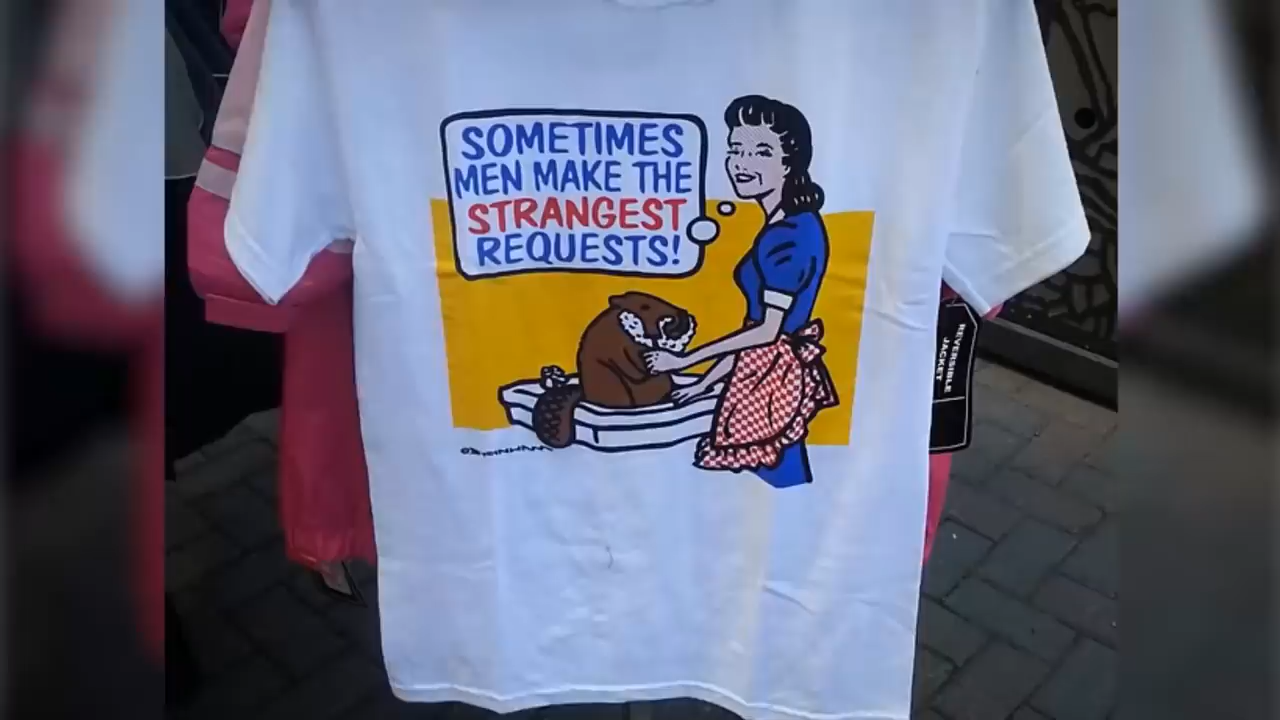 SOMETIMES
MEN MAKE THE
STRANGEST
REQUESTS!
REVERSIBLE
JACKET